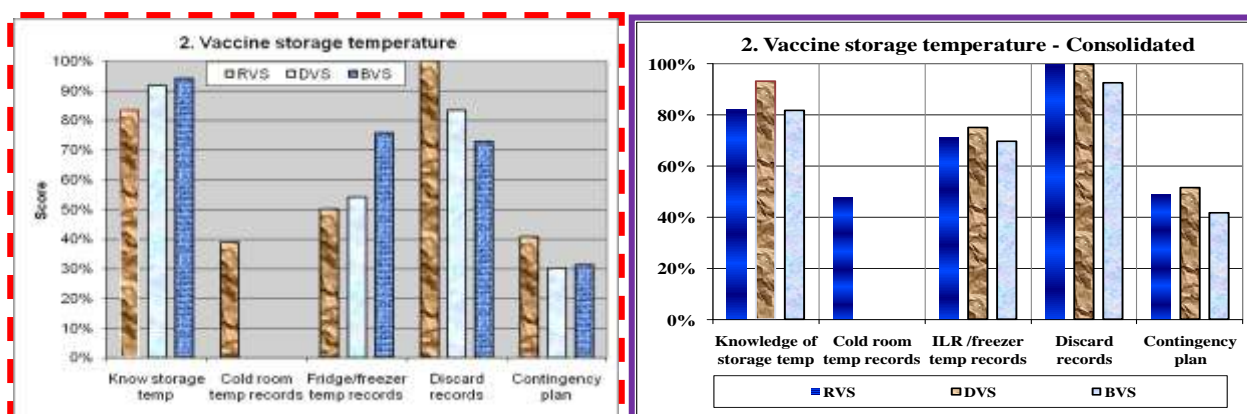 2. Vaccine storage temperature
RVS DVS BVS
Score
100%
90%
80%
70%
60%
50%
40%
30%
20%
10%
0%
Know storage temp
Cold room temp records
Fridge/freezer temp records
Discard records
Contingency plan
2. Vaccine storage temperature - Consolidated
100%
80%
60%
40%
20%
0%
Knowledge of storage temp
Cold room temp records
ILR /freezer temp records
Discard records
Contingency plan
RVS DVS BVS